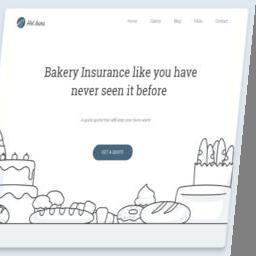 Hot buns
Home Claims Blog FAQs Contact
Bakery Insurance like you have
never seen it before
A quick quote that will keep your buns warm
GET A QUOTE